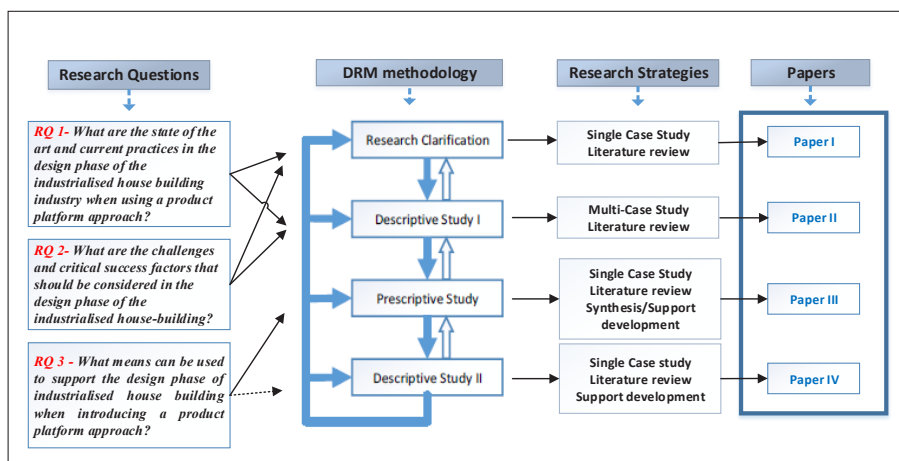 Research Questions
DRM methodology
Research Strategies
Papers
RQ 1- What are the state of the
art and current practices in the
design phase of the
industrialised house building
industry when using a product
platform approach?
RQ 2- What are the challenges
and critical success factors that
should be considered in the
design phase of the
industrialised house-building?
RQ 3 - What means can be used
to support the design phase of
industrialised house building
when introducing a product
platform approach?
Research Clarification
Descriptive Study I
Prescriptive Study
Descriptive Study II
Single Case Study
Literature review
Multi-Case Study
Literature review
Single Case Study
Literature review
Synthesis/Support
development
Single Case study
Literature review
Support development
Paper I
Paper II
Paper III
Paper IV